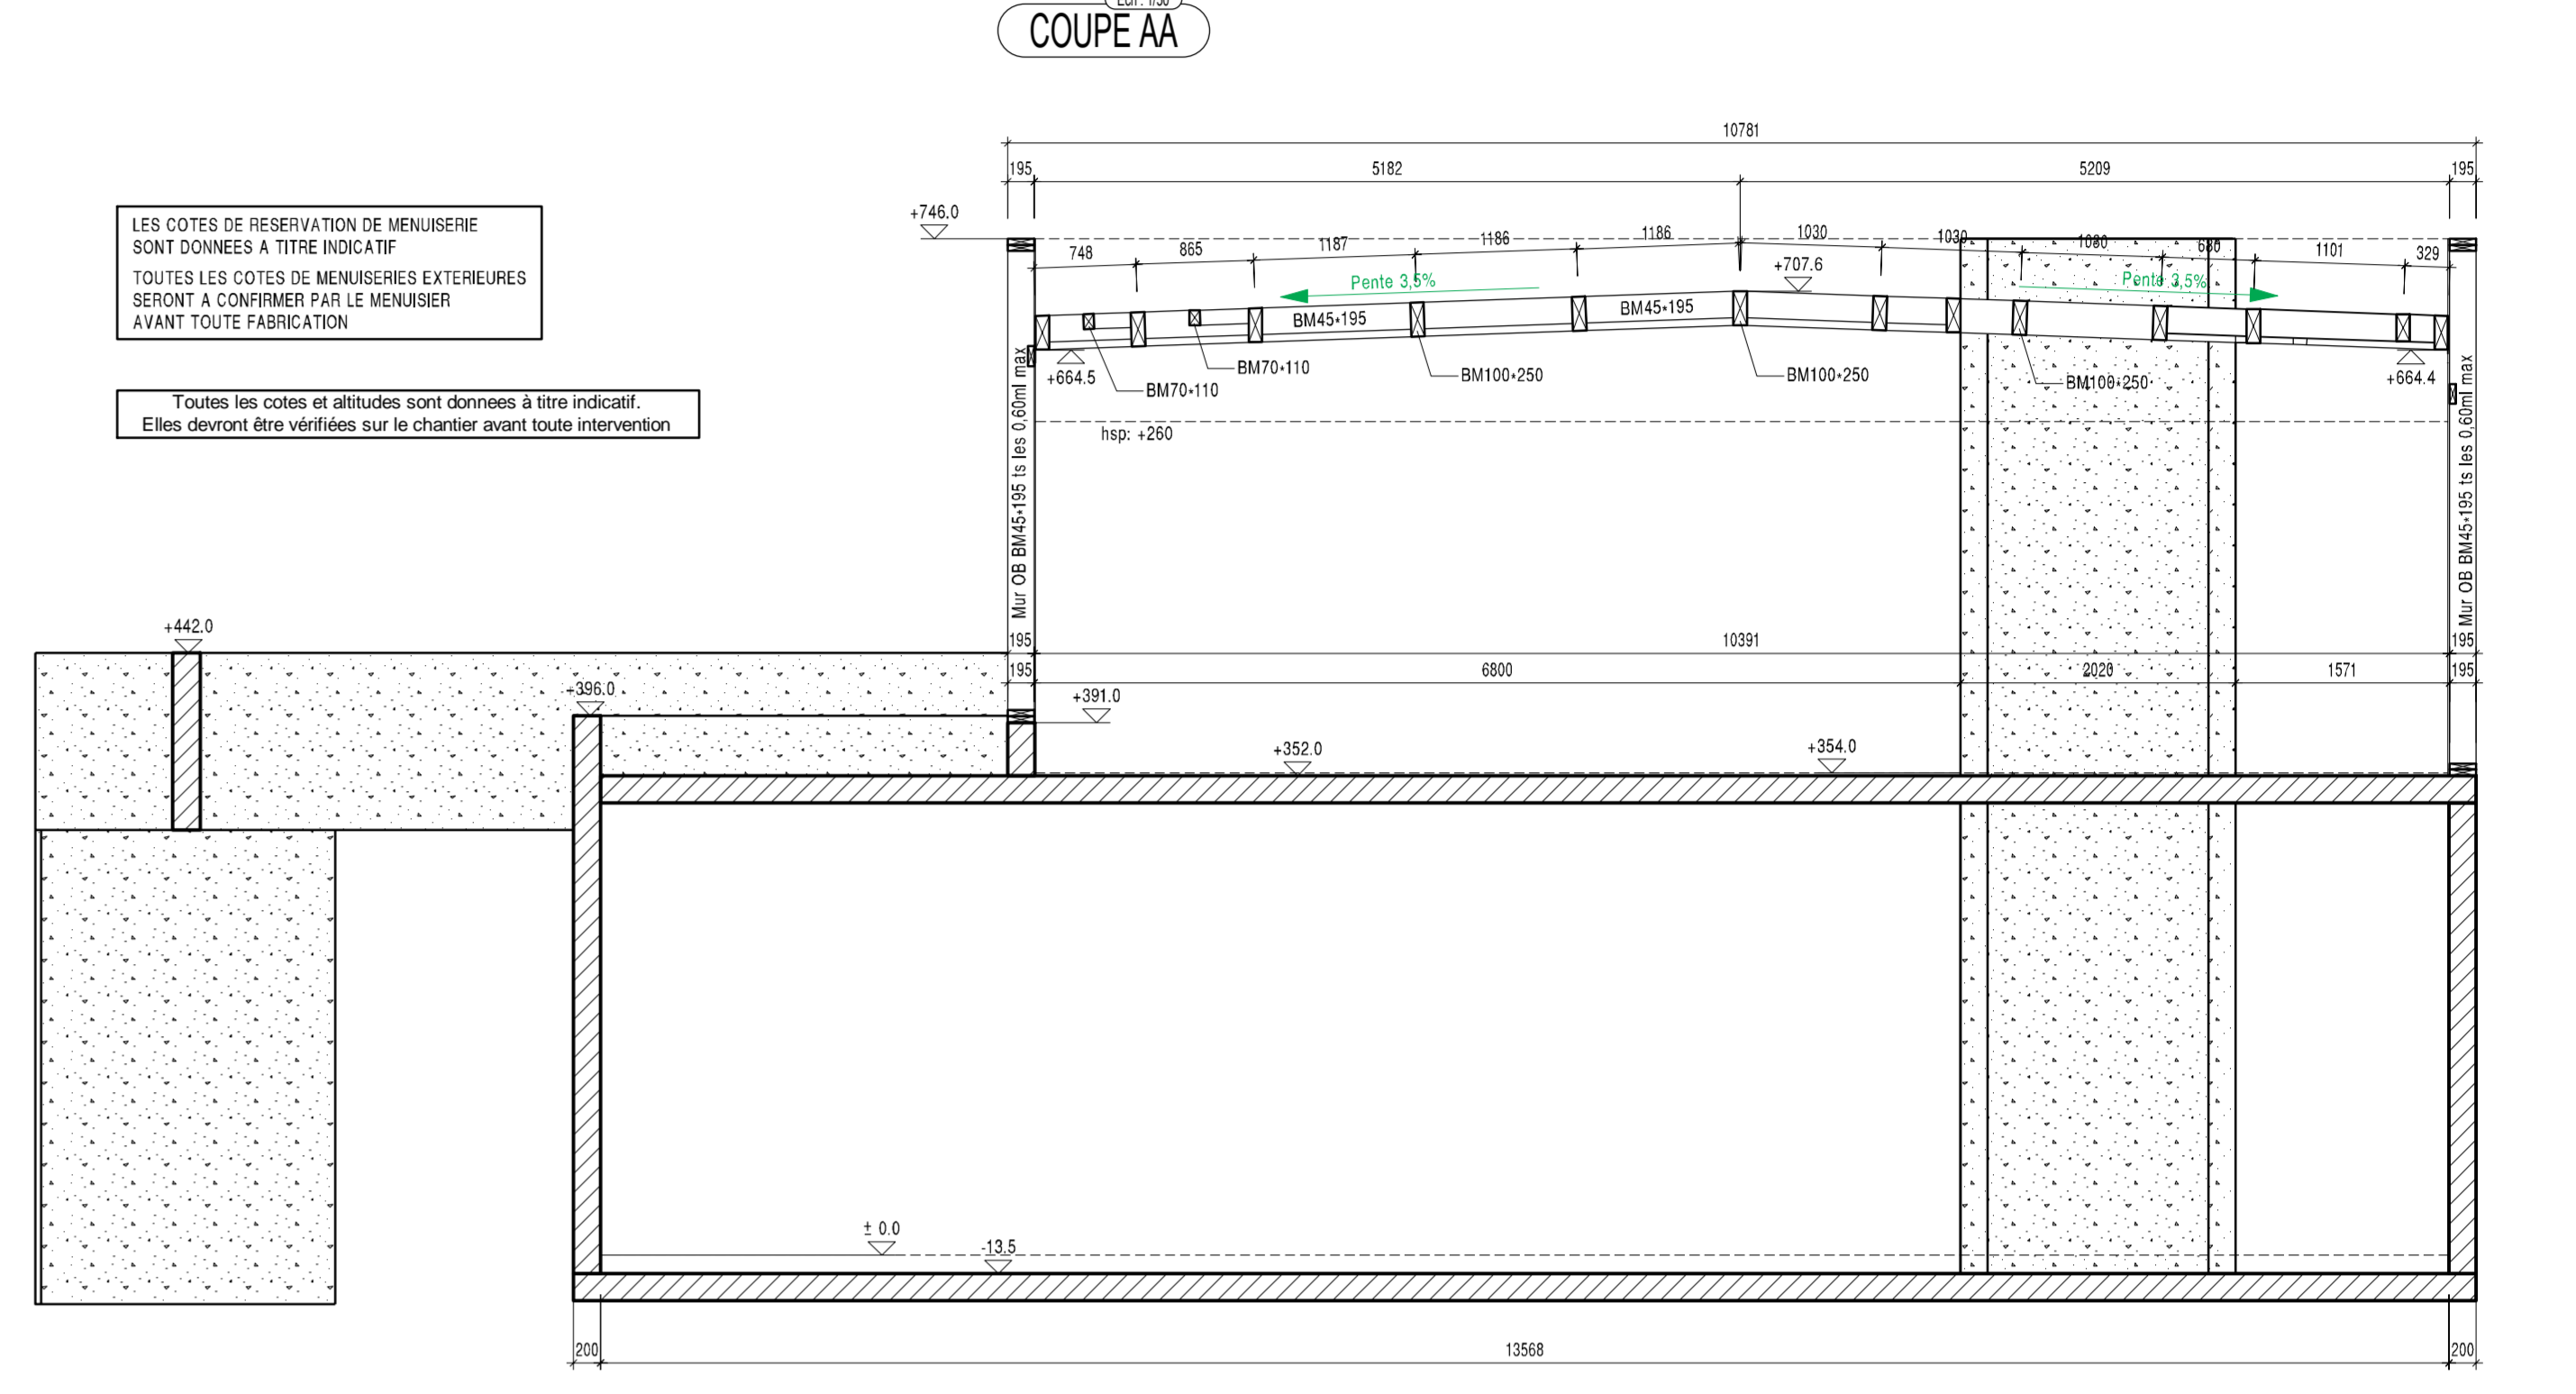 COUPE AA
10781
195 5182 5209 195
LES COTES DE RESERVATION DE MENUISERIE
SONT DONNEES A TITRE INDICATIF
TOUTES LES COTES DE MENUISERIES EXTERIEURES
SERONT A CONFIRMER PAR LE MENUISIER
AVANT TOUTE FABRICATION
+746.0
748 865 1187 1186 1186 1030 1030 1080 686 1101 329
+707.6
Pente 3,5%
Pente 3,5%
BM45*195
BM45*195
+664.5
BM70*110
BM70*110
BM100*250
BM100*250
BM100*250
+664.4
Toutes les cotes et altitudes sont donnees à titre indicatif.
Elles devront être vérifiées sur le chantier avant toute intervention
hsp: +260
Mur OB BM45*195 ts les 0,60ml max
Mur OB BM45*195 ts les 0,60ml max
+442.0
195 10391 195
195 6800 2020 1571 195
+396.0
+391.0
+352.0
+354.0
± 0.0
-13.5
200 13568 200